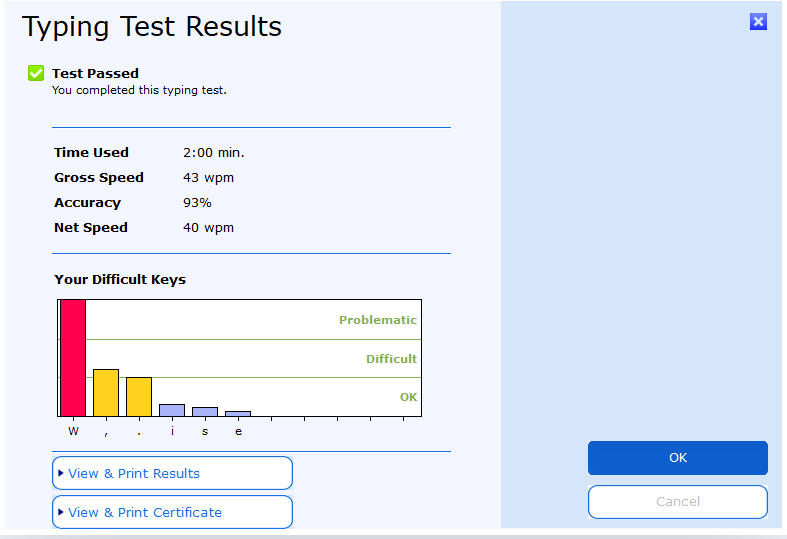 Typing Test Results
Test Passed
You completed this typing test.
Time Used 2:00 min.
Gross Speed 43 wpm
Accuracy 93%
Net Speed 40 wpm
Your Difficult Keys
Problematic
Difficult
OK
W , . i s e
View & Print Results
View & Print Certificate
OK
Cancel